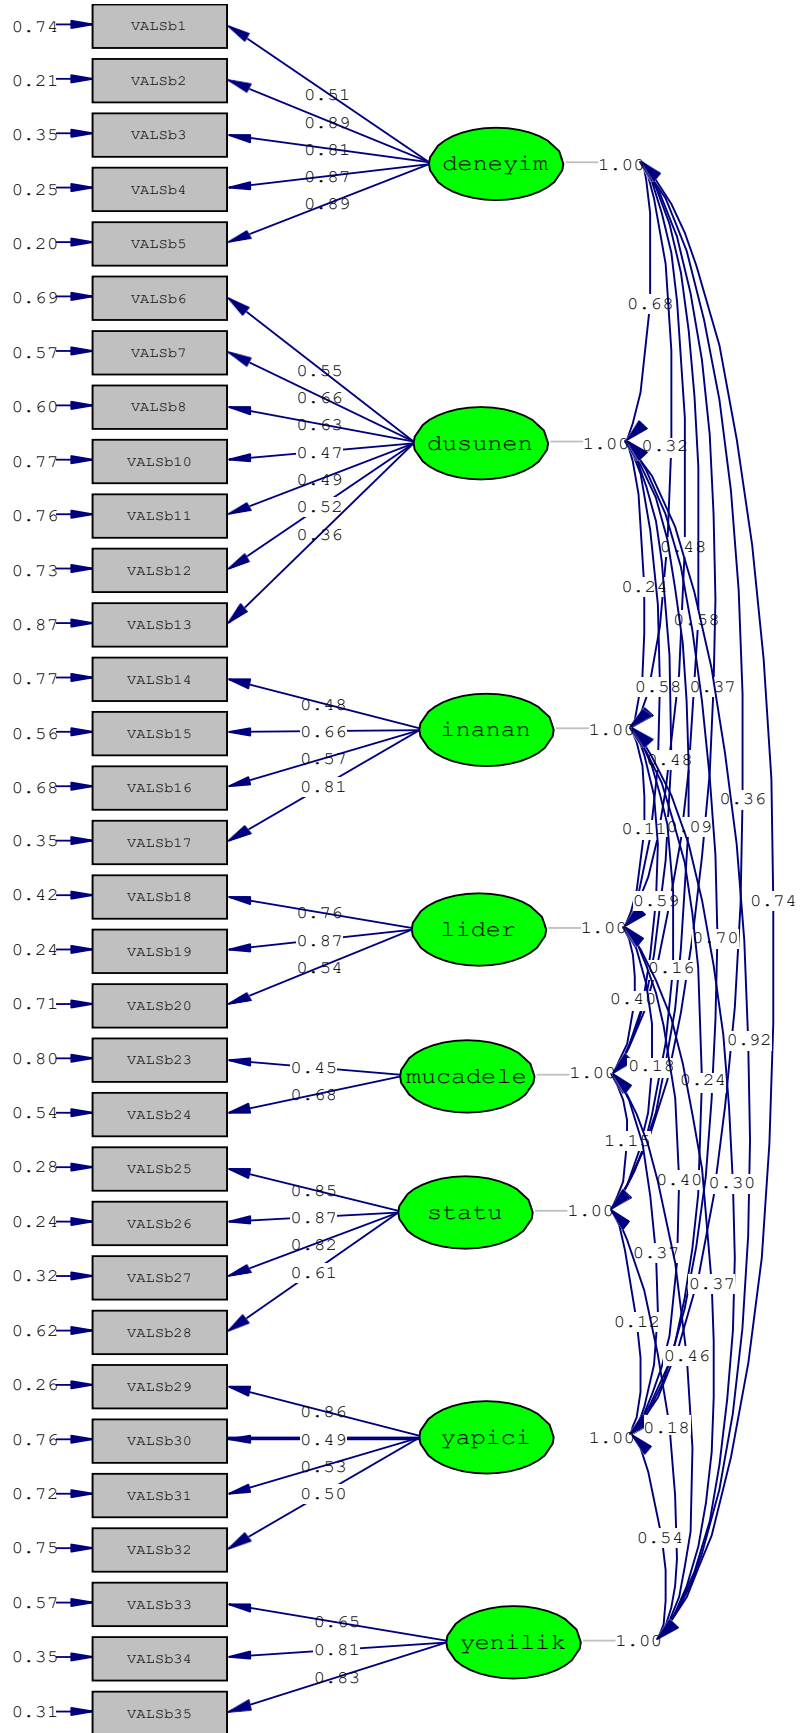 0.74 VALSb1
0.21 VALSb2
0.51
0.35 VALSb3
0.89
0.81
deneyim 1.00
0.25 VALSb4
0.87
0.89
0.20 VALSb5
0.69 VALSb6
0.68
0.57 VALSb7
0.55
0.66
0.60 VALSb8
0.63
dusunen 1.00
0.32
0.77 VALSb10
0.47
0.49
0.76 VALSb11
0.52
0.36
0.48
0.73 VALSb12
0.24
0.87 VALSb13
0.58
0.77 VALSb14
0.58
0.37
0.48
0.56 VALSb15
0.66
inanan 1.00
0.57
0.48
0.68 VALSb16
0.81
0.36
0.35 VALSb17
0.11
0.09
0.42 VALSb18
0.59
0.74
0.76
lider 1.00
0.24 VALSb19
0.87
0.70
0.54
0.16
0.71 VALSb20
0.40
0.92
0.80 VALSb23
0.45
0.18
mucadele 1.00
0.24
0.68
0.54 VALSb24
1.15
0.28 VALSb25
0.40
0.30
0.85
statu 1.00
0.24 VALSb26
0.87
0.82
0.37
0.32 VALSb27
0.61
0.37
0.62 VALSb28
0.12
0.46
0.26 VALSb29
0.86
0.18
0.76 VALSb30
0.49
yapici 1.00
0.53
0.72 VALSb31
0.50
0.75 VALSb32
0.54
0.57 VALSb33
0.65
yenilik 1.00
0.35 VALSb34
0.81
0.83
0.31 VALSb35